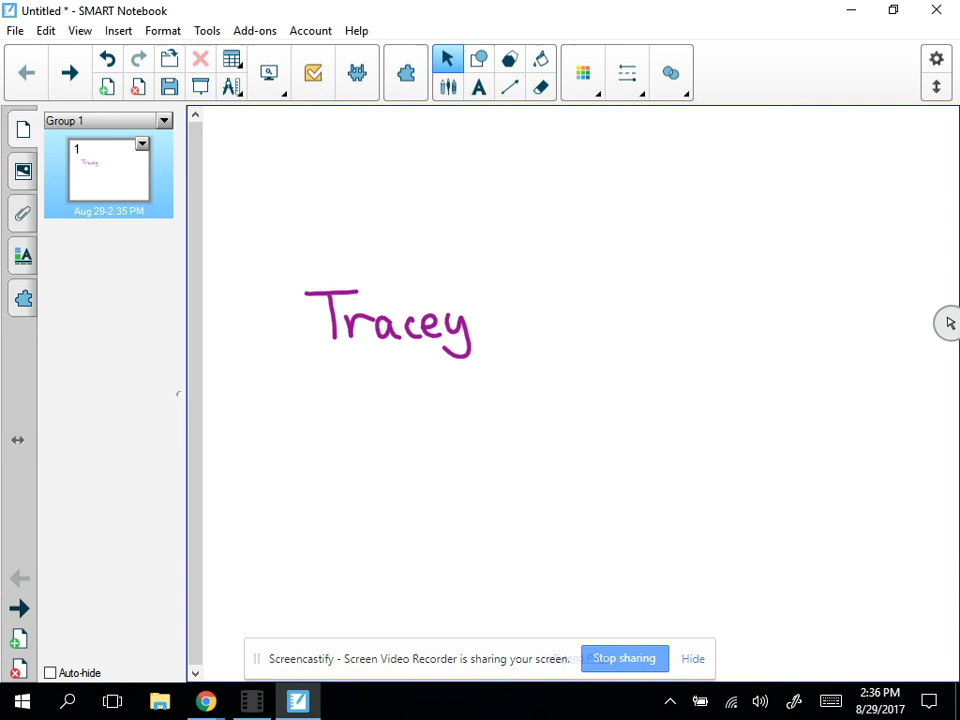 Untitled * - SMART Notebook
File Edit View Insert Format Tools Add-ons Account Help
Group 1
1
Tracey
Aug 29-2:35 PM
Tracey
Screencastify - Screen Video Recorder is sharing your screen. Stop sharing Hide
Auto-hide
2:36 PM
8/29/2017